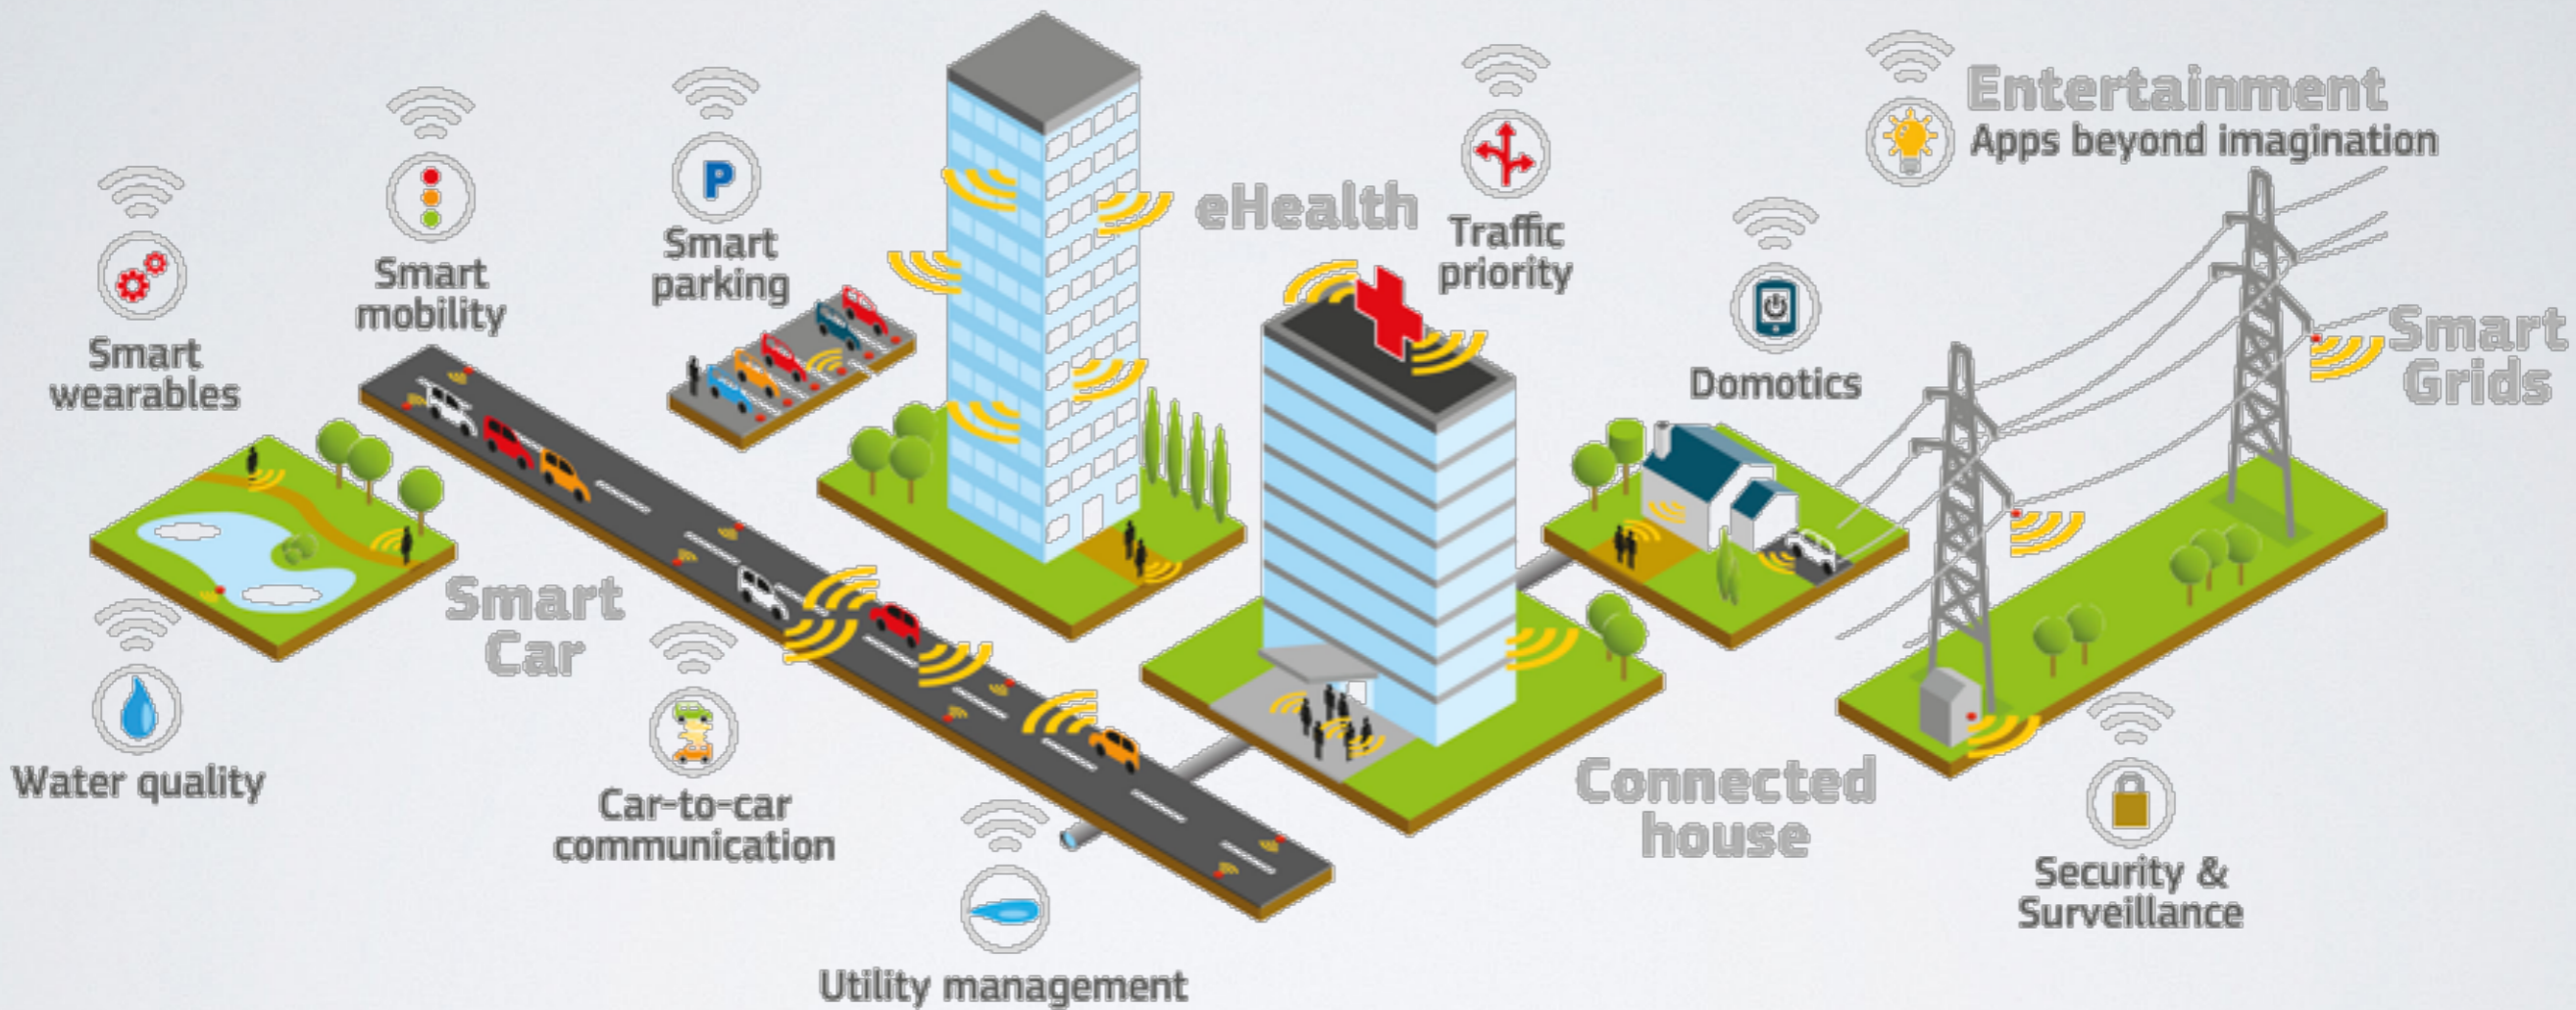 Entertainment
Apps beyond imagination
eHealth
Traffic
priority
P
Smart
parking
Smart
mobility
Smart
wearables
Domotics
Smart
Grids
Smart
Car
Water quality
Car-to-car
communication
Connected
house
Security &
Surveillance
Utility management